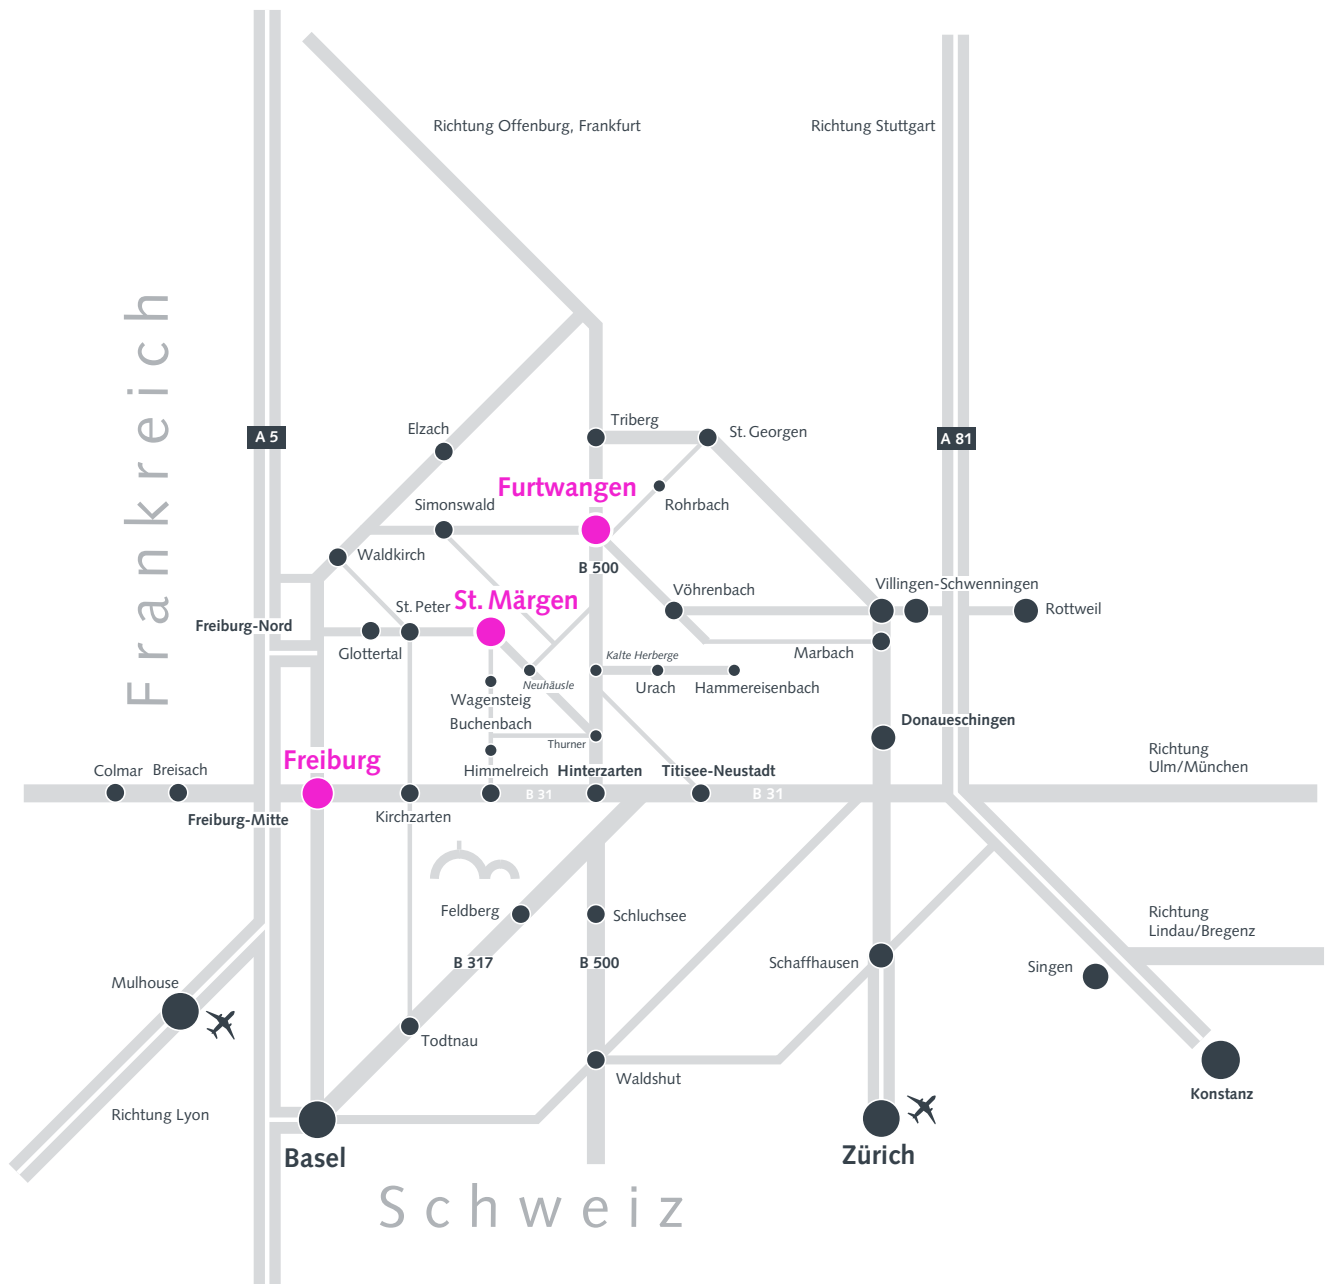 Richtung Offenburg, Frankfurt
Richtung Stuttgart
Frankreich
A 5
A 81
Elzach
Triberg
St. Georgen
Furtwangen
Simonswald
Rohrbach
Waldkirch
B 500
Vöhrenbach
Villingen-Schwenningen
Rottweil
St. Peter
St. Märgen
Freiburg-Nord
Glottertal
Marbach
Kalte Herberge
Neuhäusle
Urach
Hammereisenbach
Wagensteig
Buchenbach
Thurner
Donaueschingen
Freiburg
Colmar
Breisach
Himmelreich
Hinterzarten
Titisee-Neustadt
Richtung
Ulm/München
B 31
B 31
Freiburg-Mitte
Kirchzarten
Feldberg
Schluchsee
Richtung
Lindau/Bregenz
B 317
B 500
Schaffhausen
Singen
Mulhouse
Todtnau
Waldshut
Konstanz
Richtung Lyon
Basel
Zürich
Schweiz